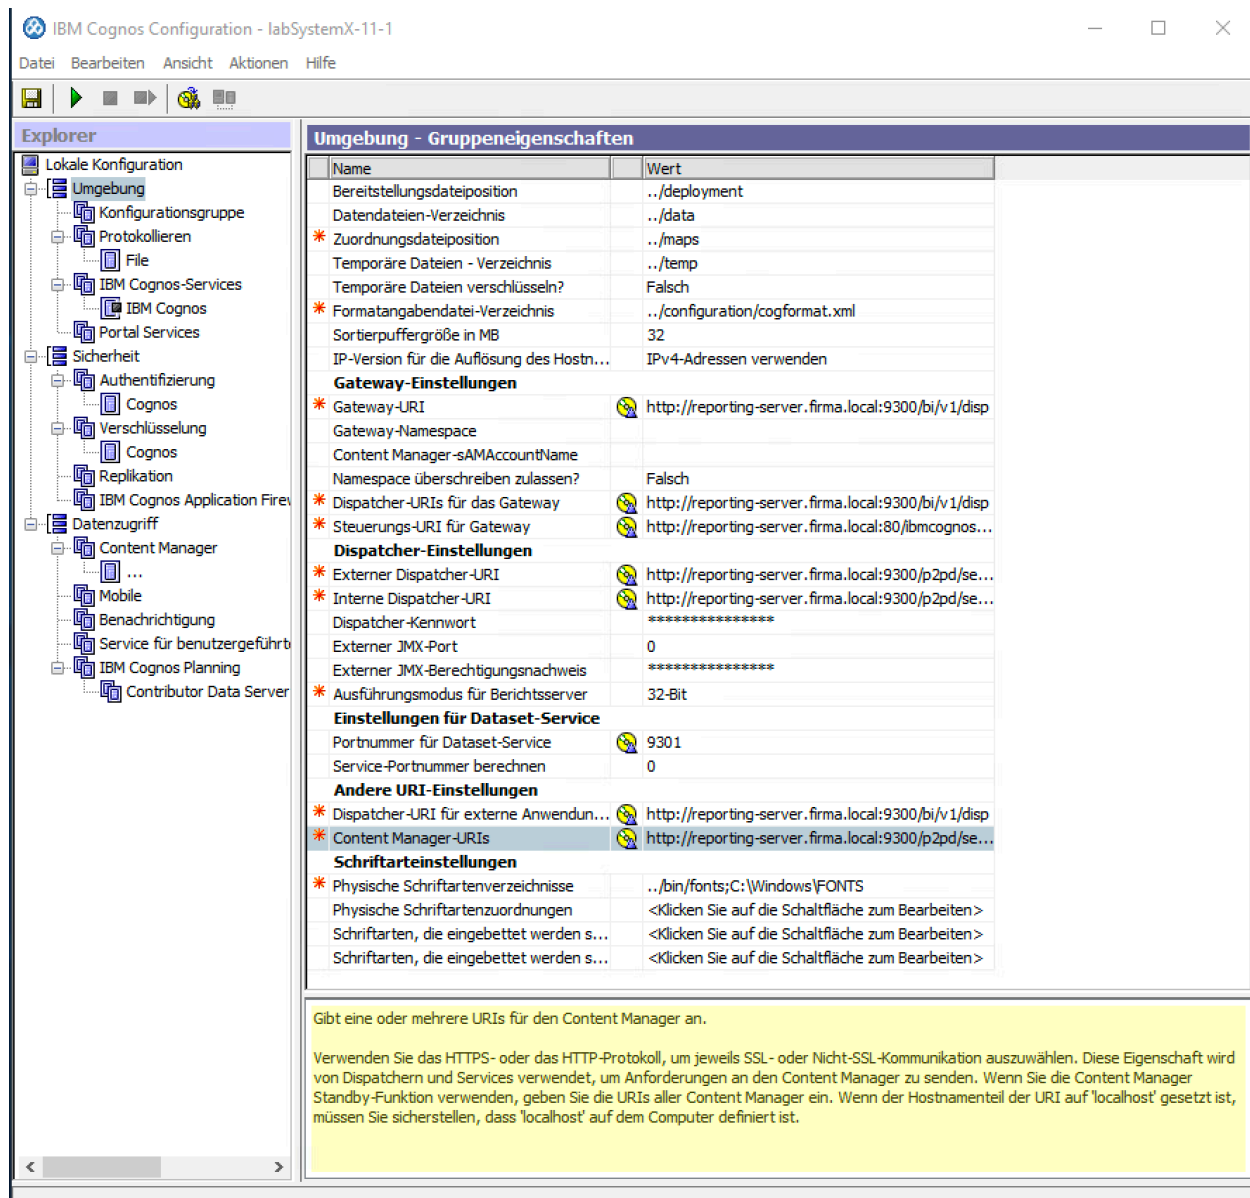 IBM Cognos Configuration - labSystemX-11-1
Datei Bearbeiten Ansicht Aktionen Hilfe
Explorer
Lokale Konfiguration
Umgebung
Konfigurationsgruppe
Protokollieren
File
IBM Cognos-Services
IBM Cognos
Portal Services
Sicherheit
Authentifizierung
Cognos
Verschlüsselung
Cognos
Replikation
IBM Cognos Application Firew
Datenzugriff
Content Manager
...
Mobile
Benachrichtigung
Service für benutzergeführte
IBM Cognos Planning
Contributor Data Server
Umgebung - Gruppeneigenschaften
Name Wert
Bereitstellungsdateiposition ../deployment
Datendateien-Verzeichnis ../data
* Zuordnungsdateiposition ../maps
Temporäre Dateien - Verzeichnis ../temp
Temporäre Dateien verschlüsseln? Falsch
* Formatangabendatei-Verzeichnis ../configuration/cogformat.xml
Sortierpuffergröße in MB 32
IP-Version für die Auflösung des Hostn... IPv4-Adressen verwenden
Gateway-Einstellungen
* Gateway-URI http://reporting-server.firma.local:9300/bi/v1/disp
Gateway-Namespace
Content Manager-sAMAccountName
Namespace überschreiben zulassen? Falsch
* Dispatcher-URIs für das Gateway http://reporting-server.firma.local:9300/bi/v1/disp
* Steuerungs-URI für Gateway http://reporting-server.firma.local:80/ibmcognos...
Dispatcher-Einstellungen
* Externer Dispatcher-URI http://reporting-server.firma.local:9300/p2pd/se...
* Interne Dispatcher-URI http://reporting-server.firma.local:9300/p2pd/se...
Dispatcher-Kennwort ***************
Externer JMX-Port 0
Externer JMX-Berechtigungsnachweis ***************
* Ausführungsmodus für Berichtsserver 32-Bit
Einstellungen für Dataset-Service
Portnummer für Dataset-Service 9301
Service-Portnummer berechnen 0
Andere URI-Einstellungen
* Dispatcher-URI für externe Anwendun... http://reporting-server.firma.local:9300/bi/v1/disp
* Content Manager-URIs http://reporting-server.firma.local:9300/p2pd/se...
Schriftarteinstellungen
* Physische Schriftartenverzeichnisse ../bin/fonts;C:\Windows\FONTS
Physische Schriftartenzuordnungen <Klicken Sie auf die Schaltfläche zum Bearbeiten>
Schriftarten, die eingebettet werden s... <Klicken Sie auf die Schaltfläche zum Bearbeiten>
Schriftarten, die eingebettet werden s... <Klicken Sie auf die Schaltfläche zum Bearbeiten>
Gibt eine oder mehrere URIs für den Content Manager an.
Verwenden Sie das HTTPS- oder das HTTP-Protokoll, um jeweils SSL- oder Nicht-SSL-Kommunikation auszuwählen. Diese Eigenschaft wird
von Dispatchern und Services verwendet, um Anforderungen an den Content Manager zu senden. Wenn Sie die Content Manager
Standby-Funktion verwenden, geben Sie die URIs aller Content Manager ein. Wenn der Hostnamenteil der URI auf 'localhost' gesetzt ist,
müssen Sie sicherstellen, dass 'localhost' auf dem Computer definiert ist.